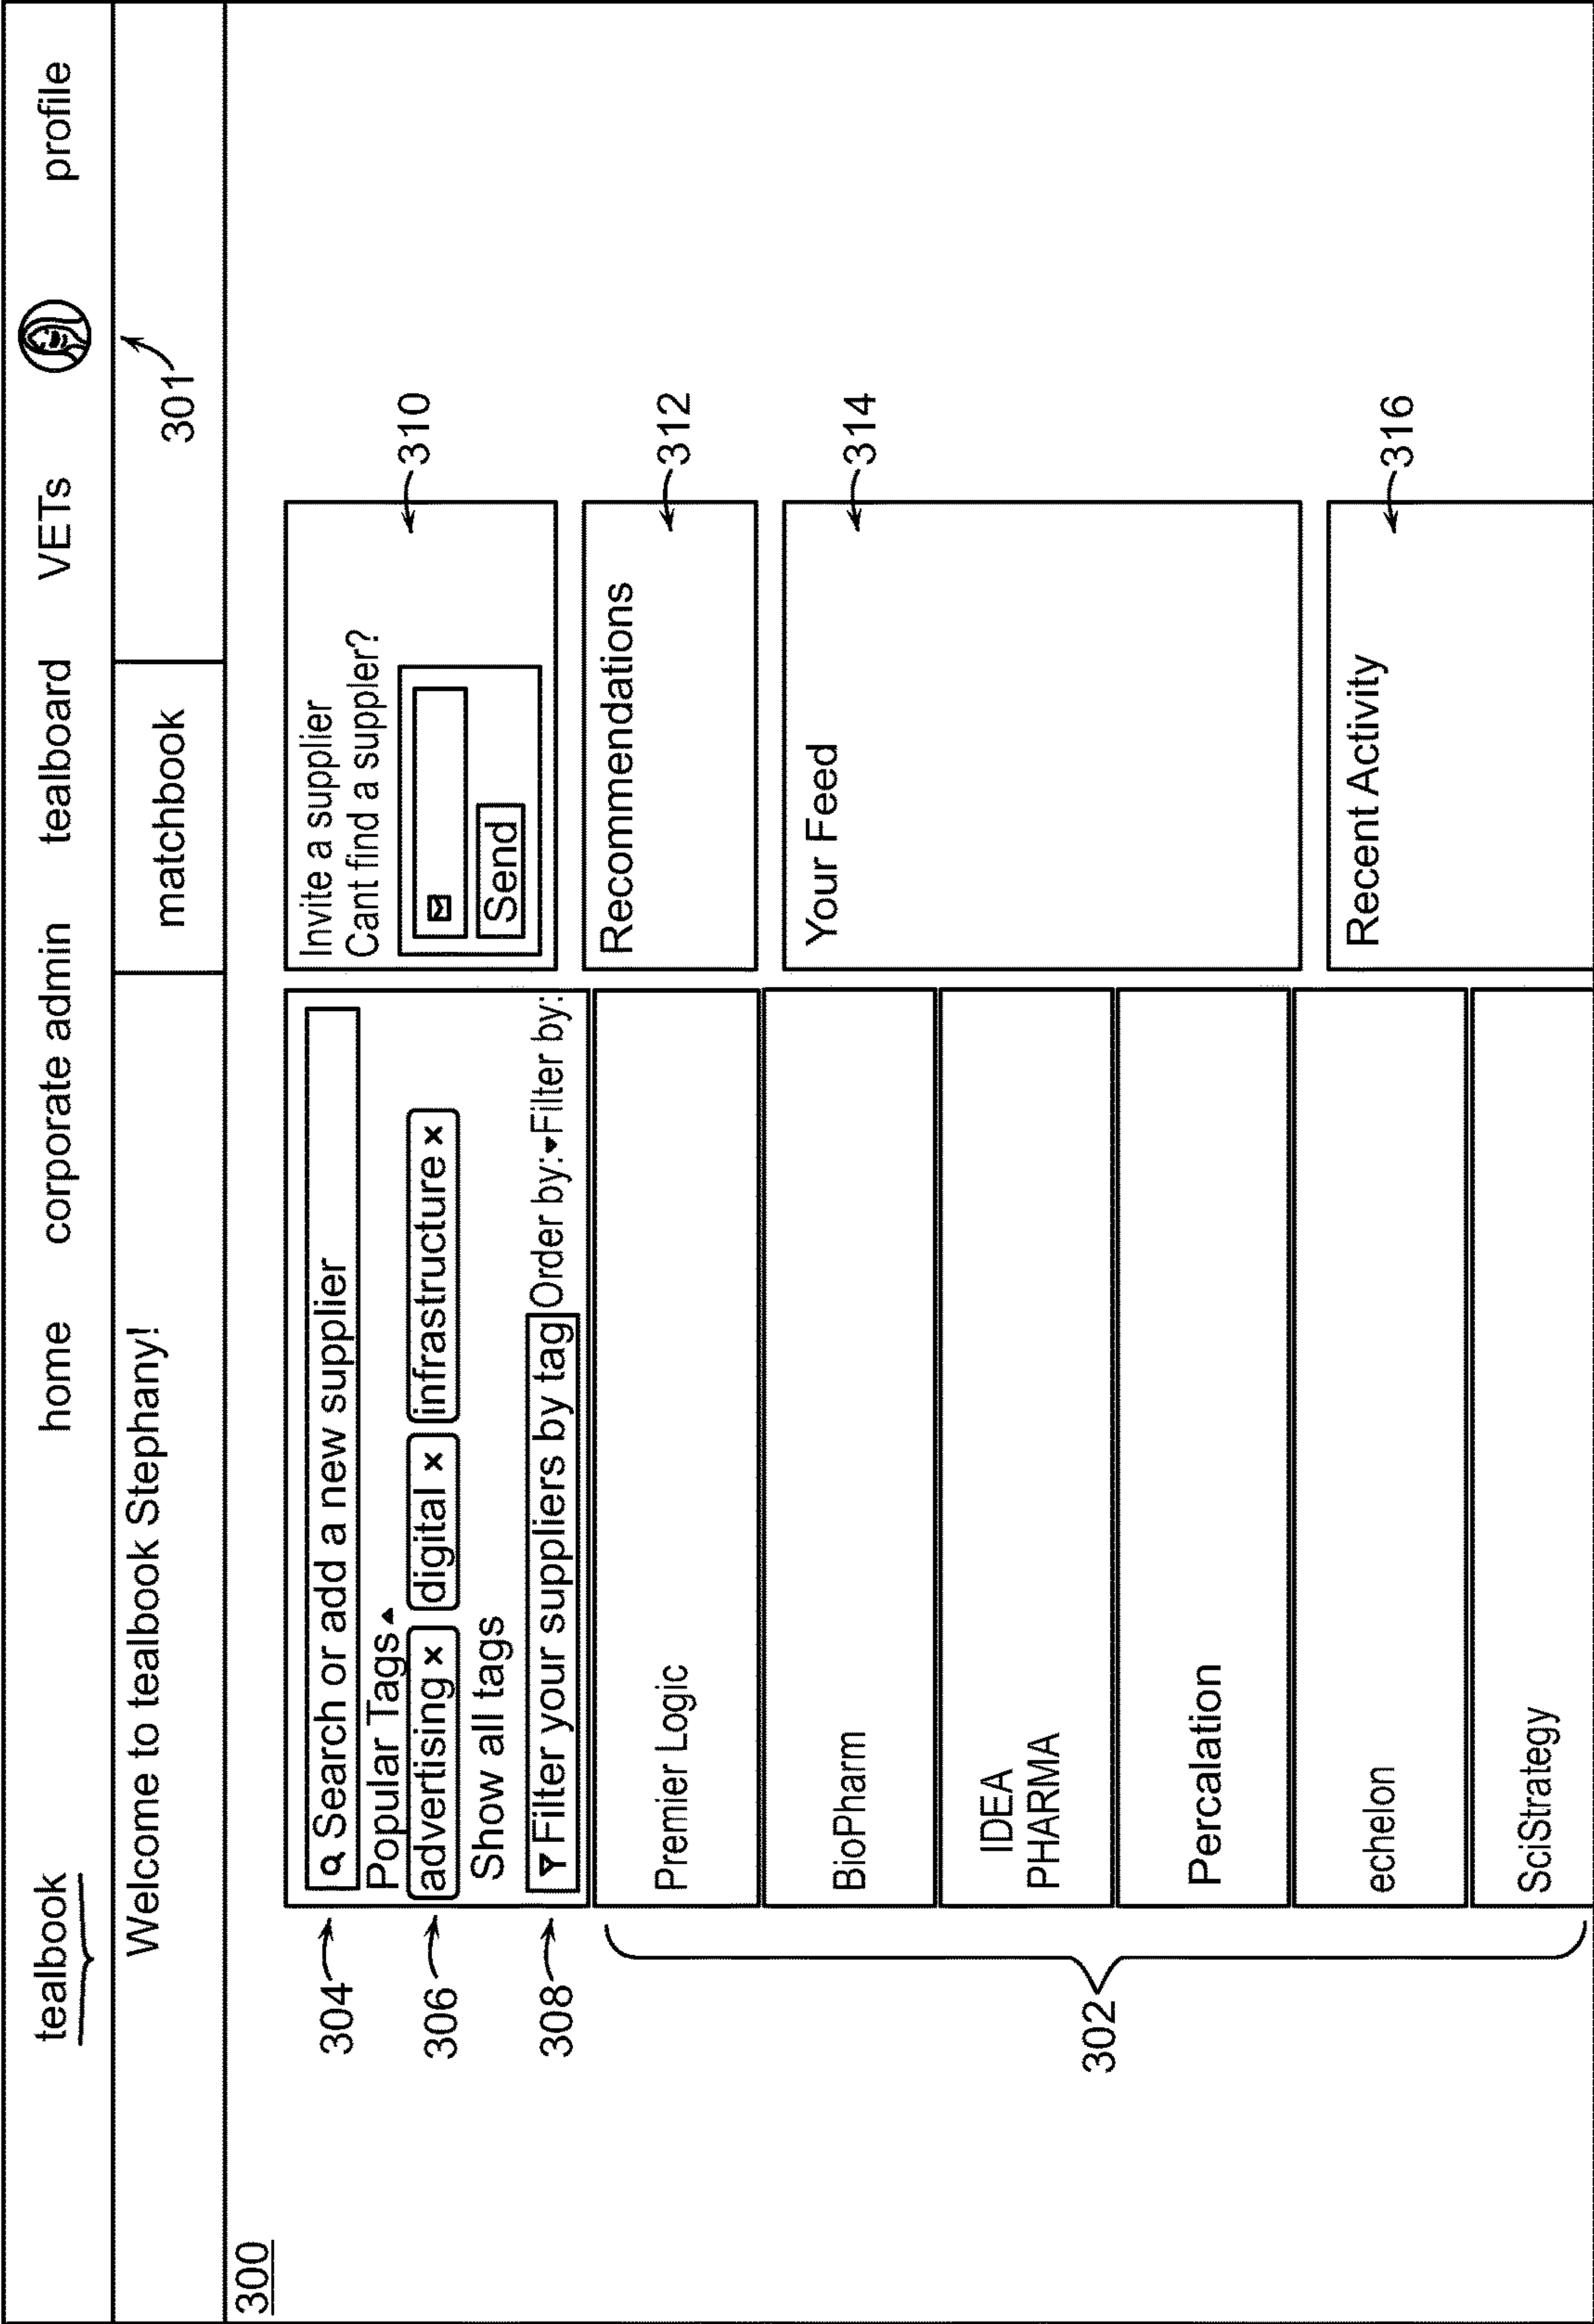 tealbook home corporate admin tealboard VETs profile
Welcome to tealbook Stephany! matchbook
301
300
304
Search or add a new supplier
Popular Tags
306
advertising × digital × infrastructure ×
Show all tags
308
Filter your suppliers by tag Order by: Filter by:
302
Premier Logic
BioPharm
IDEA
PHARMA
Percalation
echelon
SciStrategy
Invite a supplier
Cant find a suppler?
Send
310
Recommendations
312
Your Feed
314
Recent Activity
316